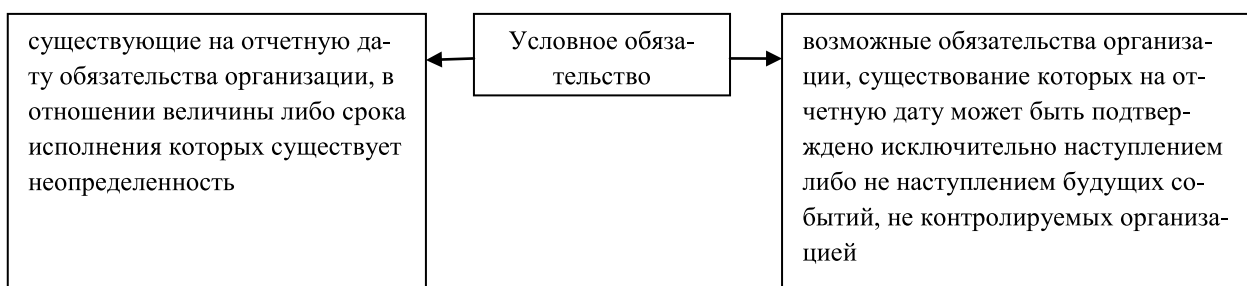 существующие на отчетную да-
ту обязательства организации, в
отношении величины либо срока
исполнения которых существует
неопределенность
Условное обяза-
тельство
возможные обязательства организа-
ции, существование которых на от-
четную дату может быть подтвер-
ждено исключительно наступлением
либо не наступлением будущих со-
бытий, не контролируемых организа-
цией